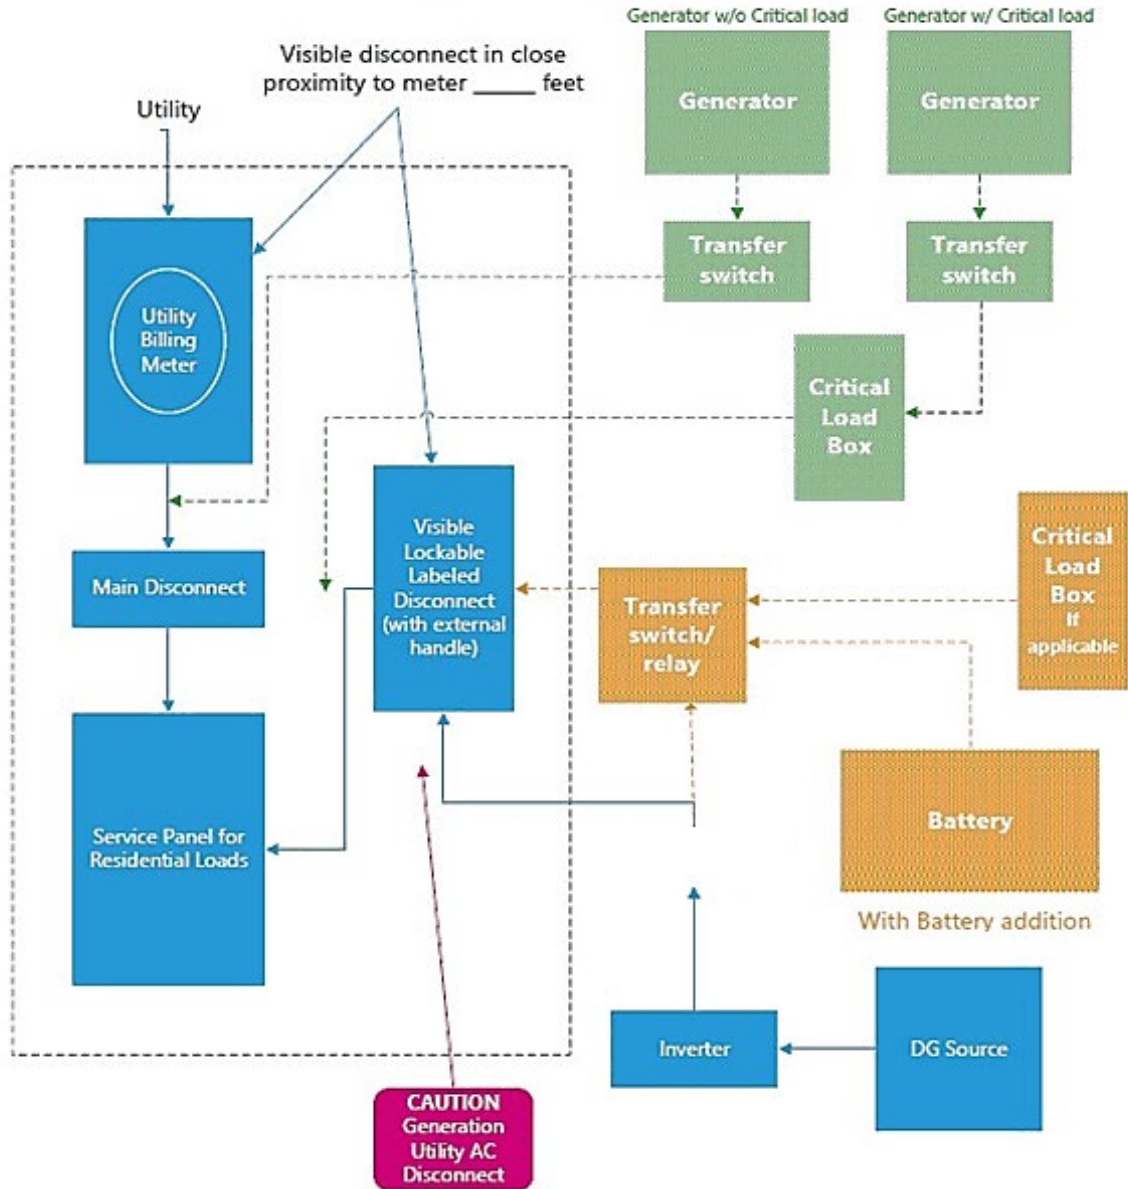 Generator w/o Critical load
Generator w/ Critical load
Visible disconnect in close
proximity to meter _____ feet
Generator
Generator
Utility
Transfer
switch
Transfer
switch
Utility
Billing
Meter
Critical
Load
Box
Visible
Lockable
Labeled
Disconnect
(with external
handle)
Critical
Load
Box
If
applicable
Main Disconnect
Transfer
switch/
relay
Battery
Service Panel for
Residential Loads
With Battery addition
Inverter
DG Source
CAUTION
Generation
Utility AC
Disconnect